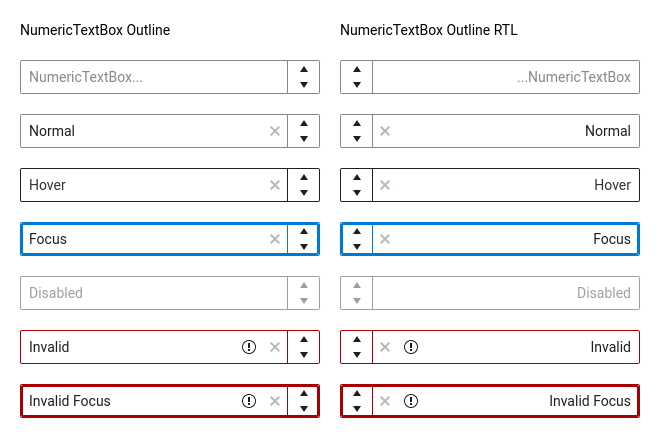 NumericTextBox Outline
NumericTextBox Outline RTL
NumericTextBox...
...NumericTextBox
Normal
Normal
Hover
Hover
Focus
Focus
Disabled
Disabled
Invalid
Invalid
Invalid Focus
Invalid Focus